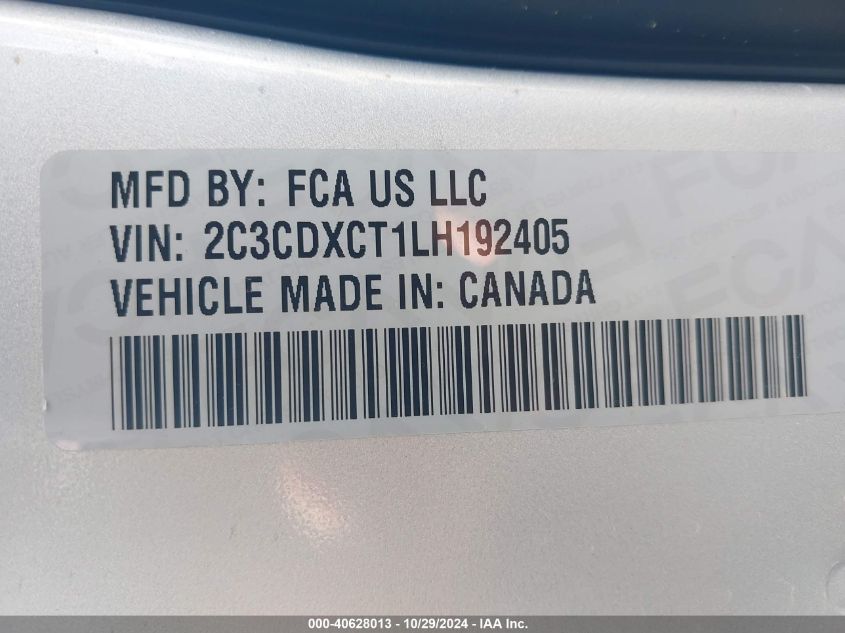 MFD BY: FCA US LLC
VIN: 2C3CDXCT1LH192405
VEHICLE MADE IN: CANADA
000-40628013 - 10/29/2024 - IAA Inc.